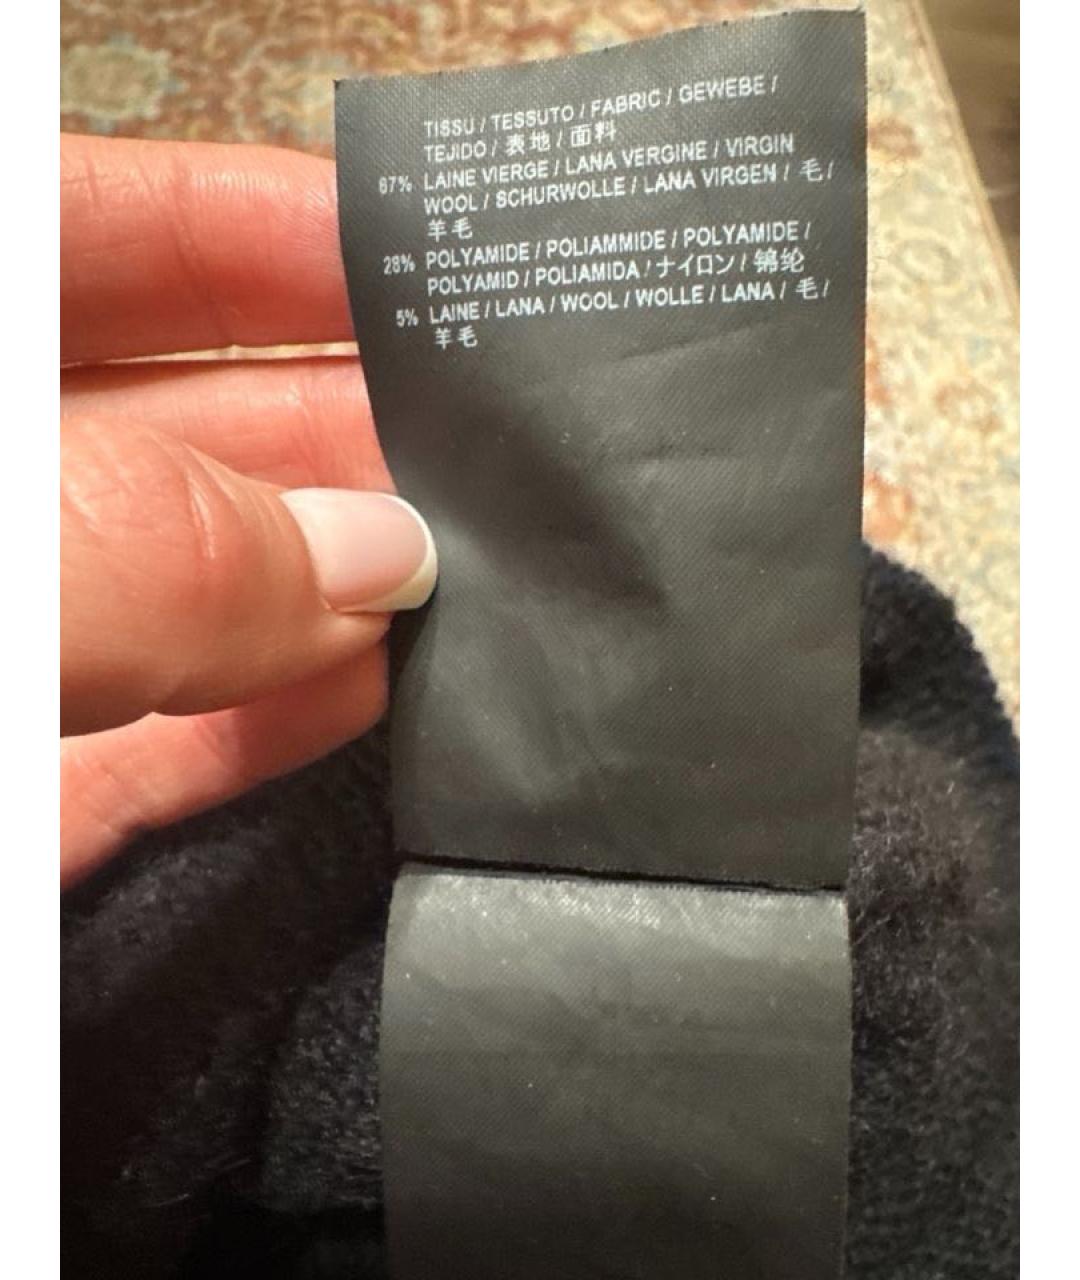 TISSU / TESSUTO / FABRIC / GEWEBE /
TEJIDO / 表地 / 面料
67% LAINE VIERGE / LANA VERGINE / VIRGIN
WOOL / SCHURWOLLE / LANA VIRGEN / 毛 /
羊毛
28% POLYAMIDE / POLIAMMIDE / POLYAMIDE /
POLYAMID / POLIAMIDA / ナイロン / 锦纶
5% LAINE / LANA / WOOL / WOLLE / LANA / 毛 /
羊毛